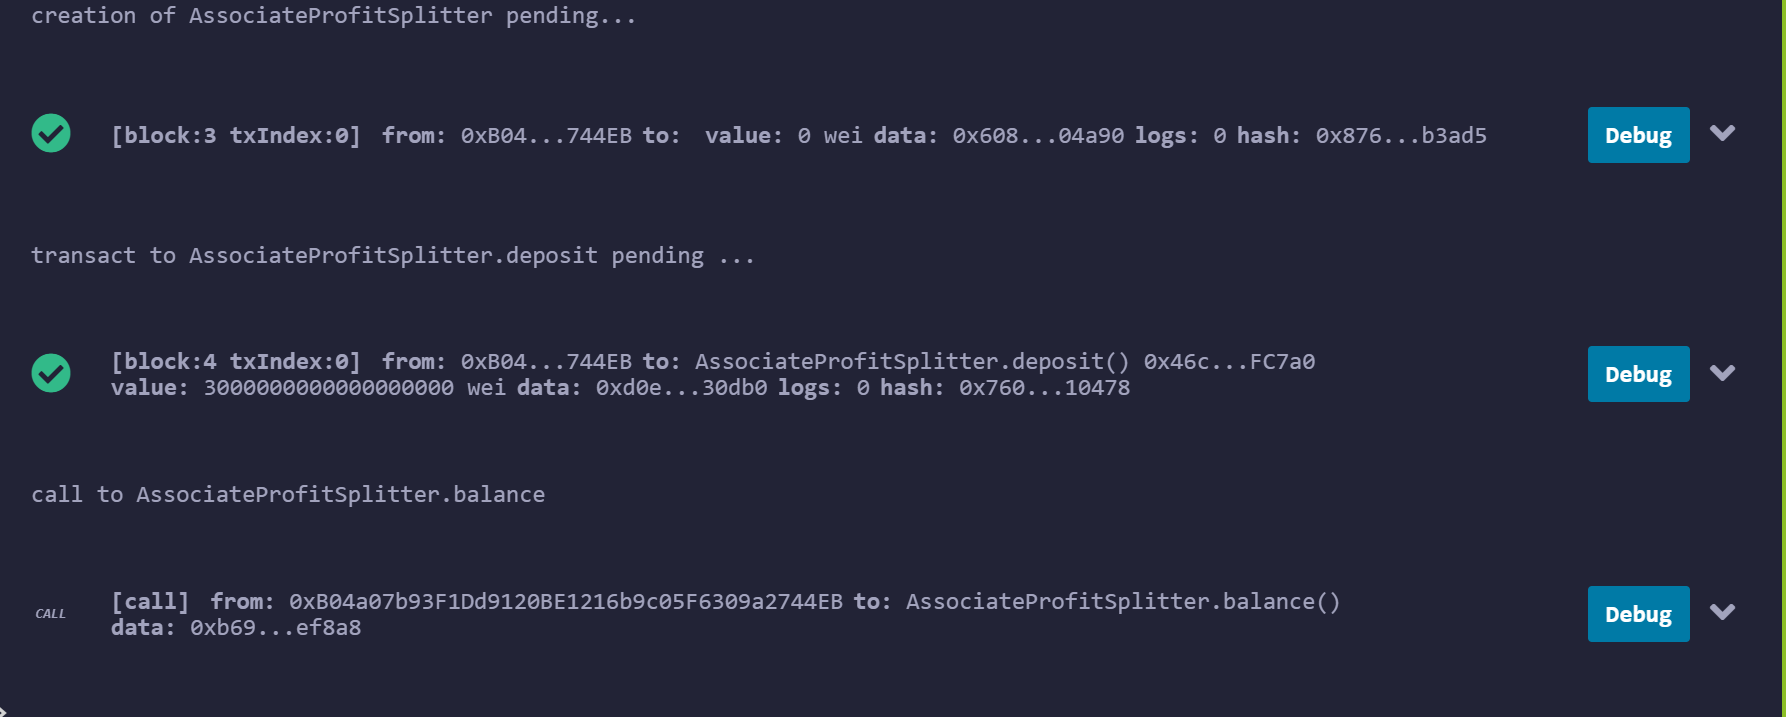 creation of AssociateProfitSplitter pending...
[block:3 txIndex:0] from: 0xB04...744EB to: value: 0 wei data: 0x608...04a90 logs: 0 hash: 0x876...b3ad5
Debug
transact to AssociateProfitSplitter.deposit pending ...
[block:4 txIndex:0] from: 0xB04...744EB to: AssociateProfitSplitter.deposit() 0x46c...FC7a0
value: 3000000000000000000 wei data: 0xd0e...30db0 logs: 0 hash: 0x760...10478
Debug
call to AssociateProfitSplitter.balance
CALL
[call] from: 0xB04a07b93F1Dd9120BE1216b9c05F6309a2744EB to: AssociateProfitSplitter.balance()
data: 0xb69...ef8a8
Debug